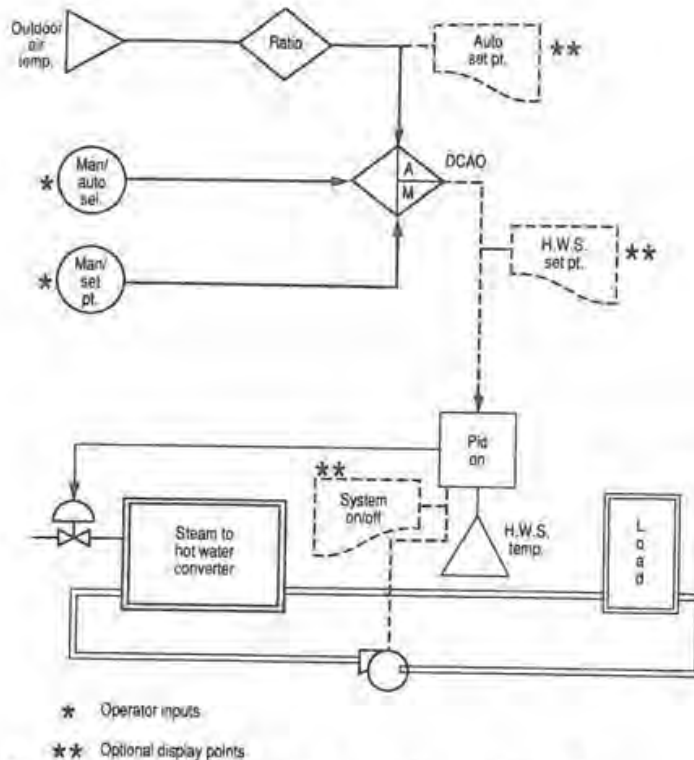 Outdoor
air
temp.
Ratio
Auto
set pt.
**
*
Man/
auto
sel.
A
M
DCAO
*
Man/
set
pt.
H.W.S.
set pt.
**
Pid
on
**
System
on/off
H.W.S.
temp.
Steam to
hot water
converter
L
o
a
d
* Operator inputs
** Optional display points